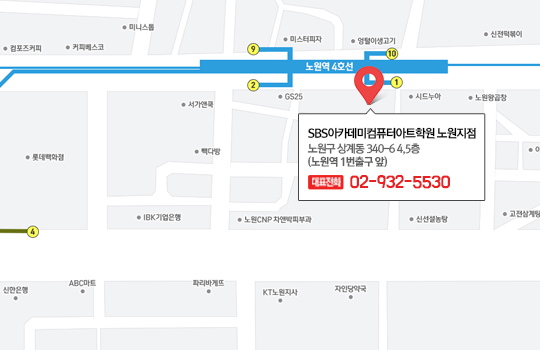 미니스톱
미스터피자
신전떡볶이
컴포즈커피
커피베스코
9
엉털이생고기
10
노원역 4호선
2
1
GS25
시드누아
노원왕곱창
서가앤쿡
SBS아카데미컴퓨터아트학원 노원지점
노원구 상계동 340-6 4,5층
(노원역 1번출구 앞)
대표전화 02-932-5530
롯데백화점
빽다방
IBK기업은행
노원CNP 차앤박피부과
신선설농탕
고전삼계탕
4
신한은행
ABC마트
파리바게뜨
KT노원지사
자인당약국